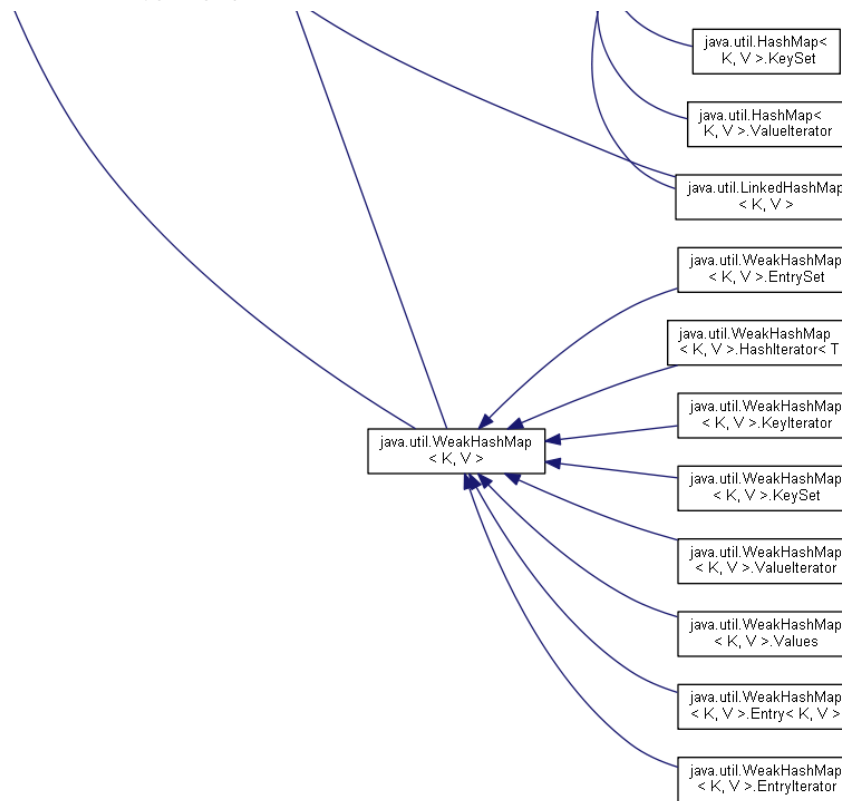 java.util.HashMap<
K, V >.KeySet
java.util.HashMap<
K, V >.ValueIterator
java.util.LinkedHashMap
< K, V >
java.util.WeakHashMap
< K, V >.EntrySet
java.util.WeakHashMap
< K, V >.HashIterator< T
java.util.WeakHashMap
< K, V >.KeyIterator
java.util.WeakHashMap
< K, V >
java.util.WeakHashMap
< K, V >.KeySet
java.util.WeakHashMap
< K, V >.ValueIterator
java.util.WeakHashMap
< K, V >.Values
java.util.WeakHashMap
< K, V >.Entry< K, V >
java.util.WeakHashMap
< K, V >.EntryIterator